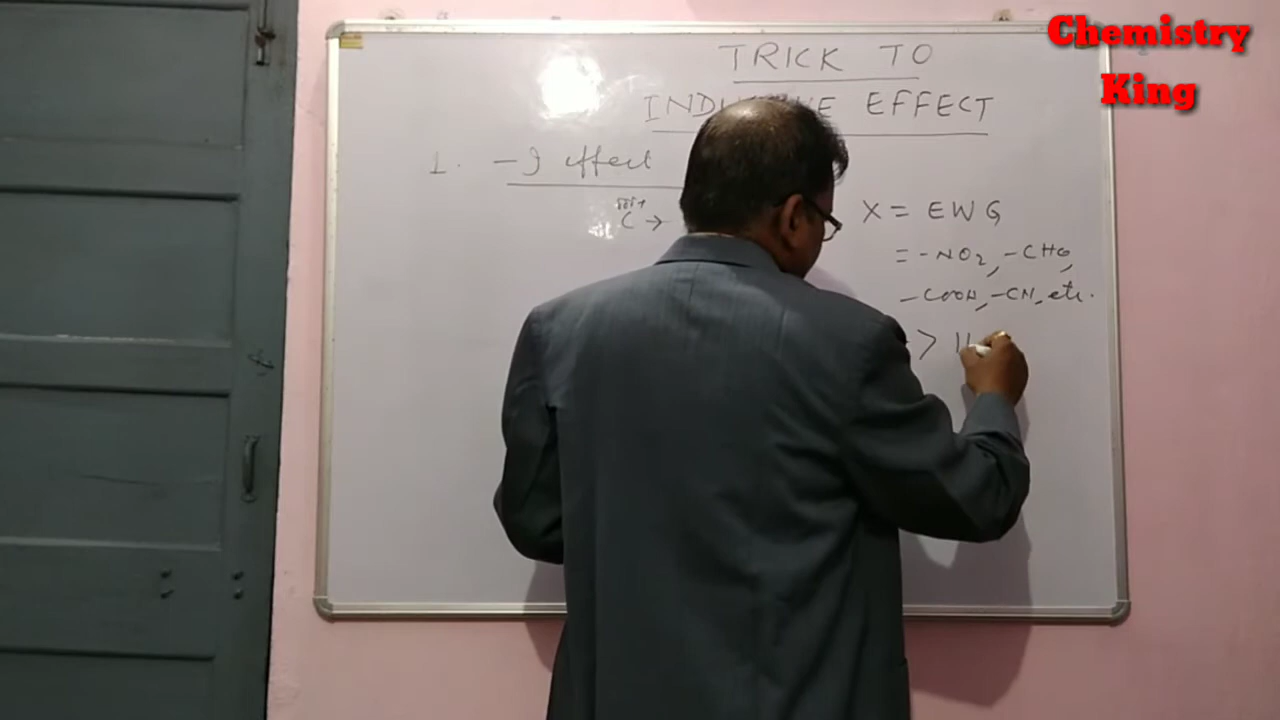 Chemistry
King
TRICK TO
EFFECT
1. -I effect
C →
X = EWG
= -NO₂, -CHO,
-COOH, -CN, etc.
>